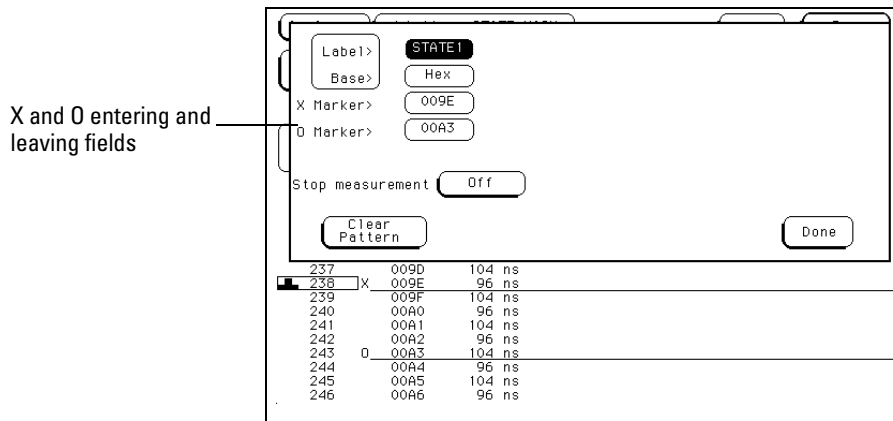 Label> STATE1
Base> Hex
X Marker> 009E
X and O entering and
leaving fields
O Marker> 00A3
Stop measurement Off
Clear
Pattern
Done
237 009D 104 ns
238 X 009E 96 ns
239 009F 104 ns
240 00A0 96 ns
241 00A1 104 ns
242 00A2 96 ns
243 O 00A3 104 ns
244 00A4 96 ns
245 00A5 104 ns
246 00A6 96 ns